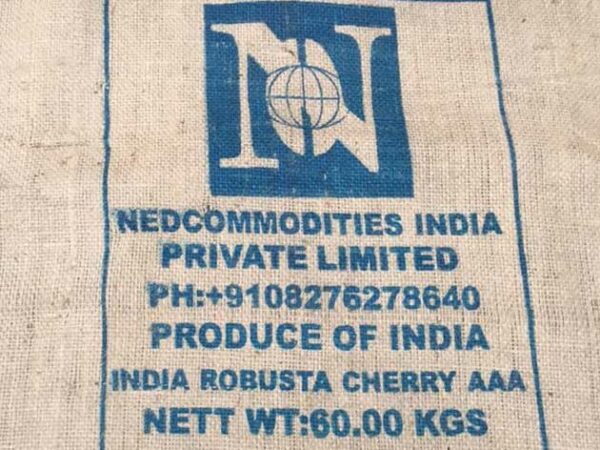 N
NEDCOMMODITIES INDIA
PRIVATE LIMITED
PH:+9108276278640
PRODUCE OF INDIA
INDIA ROBUSTA CHERRY AAA
NETT WT:60.00 KGS